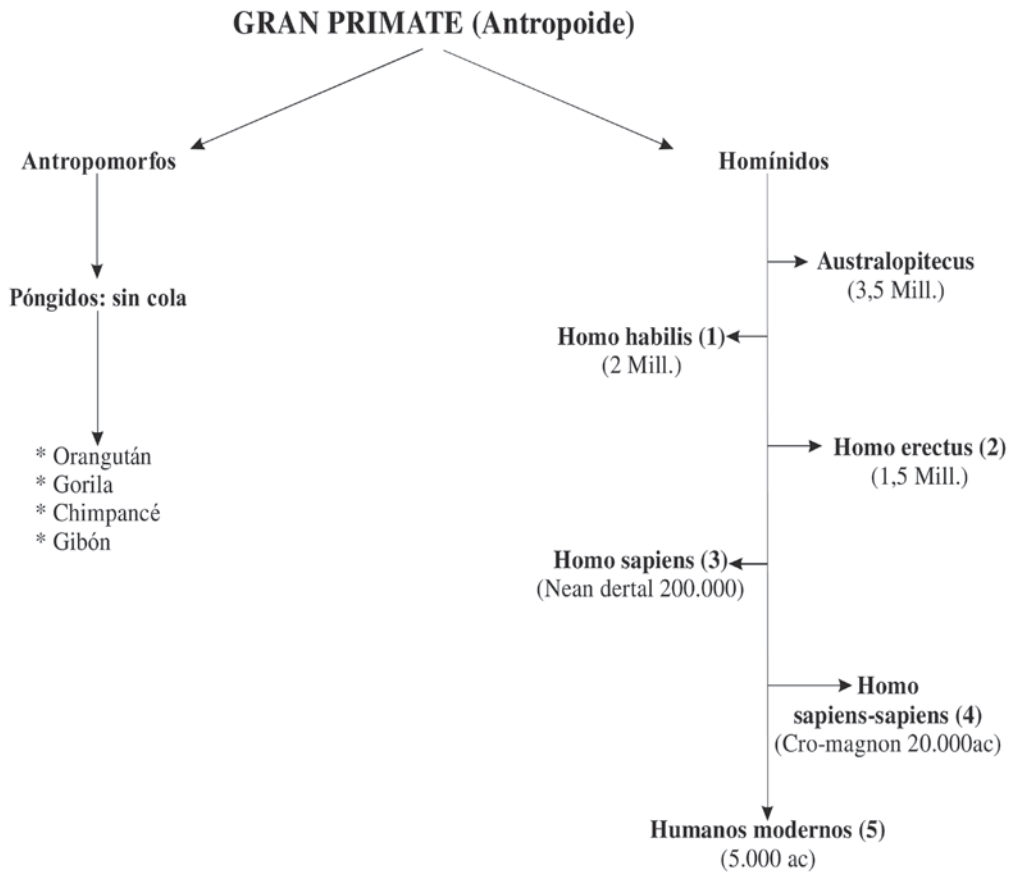 GRAN PRIMATE (Antropoide)
Antropomorfos
Póngidos: sin cola
* Orangután
* Gorila
* Chimpancé
* Gibón
Homínidos
Australopitecus
(3,5 Mill.)
Homo habilis (1)
(2 Mill.)
Homo erectus (2)
(1,5 Mill.)
Homo sapiens (3)
(Nean dertal 200.000)
Homo
sapiens-sapiens (4)
(Cro-magnon 20.000ac)
Humanos modernos (5)
(5.000 ac)